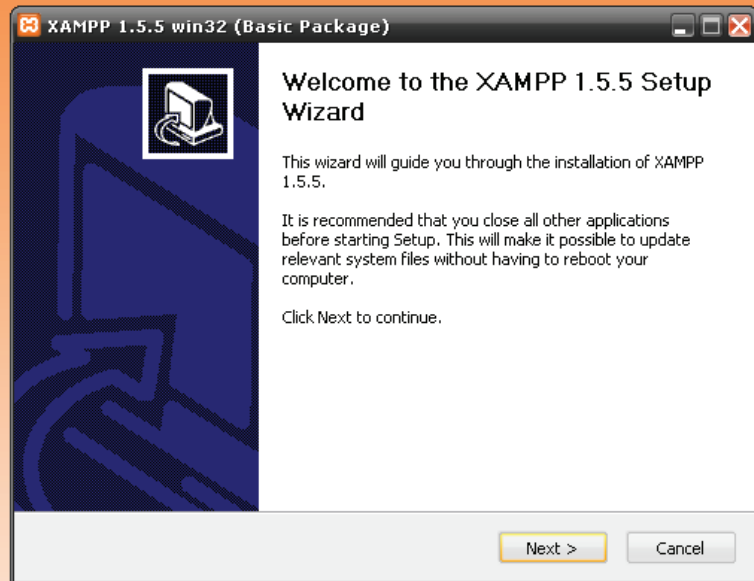 XAMPP 1.5.5 win32 (Basic Package)
Welcome to the XAMPP 1.5.5 Setup
Wizard
This wizard will guide you through the installation of XAMPP
1.5.5.
It is recommended that you close all other applications
before starting Setup. This will make it possible to update
relevant system files without having to reboot your
computer.
Click Next to continue.
Next >
Cancel